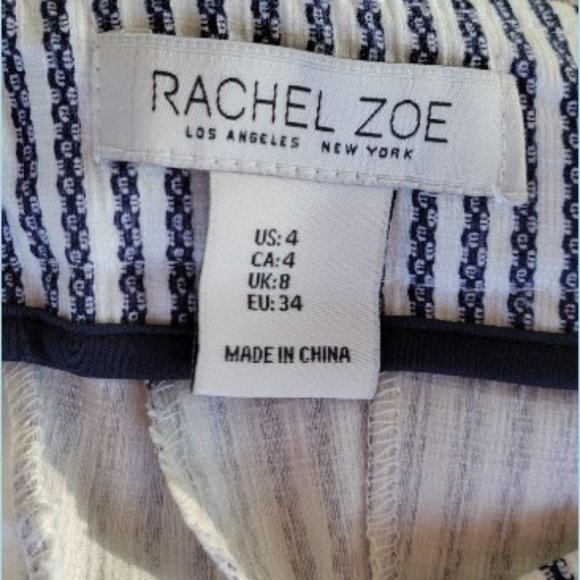 RACHEL ZOE
LOS ANGELES NEW YORK
US: 4
CA: 4
UK: 8
EU: 34
MADE IN CHINA